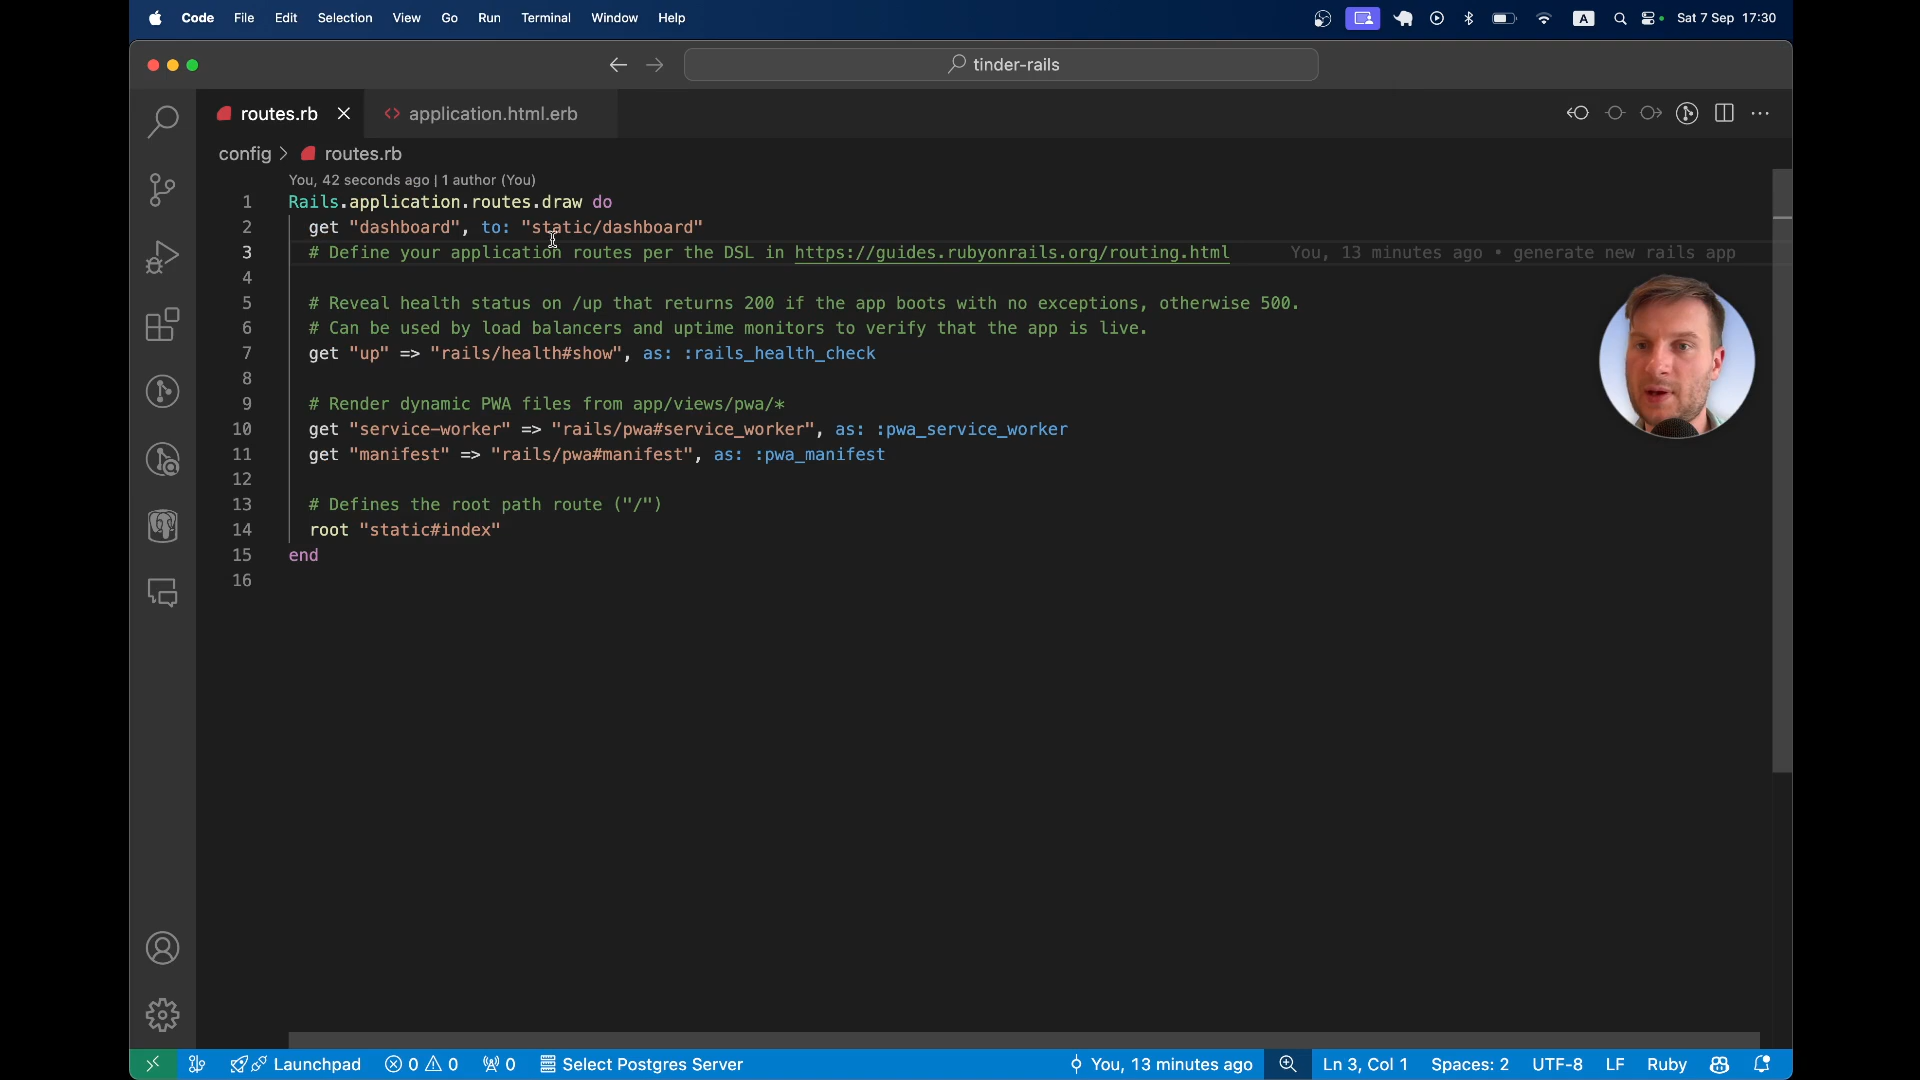 Code File Edit Selection View Go Run Terminal Window Help A Sat 7 Sep 17:30
tinder-rails
routes.rb application.html.erb
config > routes.rb
You, 42 seconds ago | 1 author (You)
1 Rails.application.routes.draw do
2 get "dashboard", to: "static/dashboard"
3 # Define your application routes per the DSL in https://guides.rubyonrails.org/routing.html You, 13 minutes ago • generate new rails app
4
5 # Reveal health status on /up that returns 200 if the app boots with no exceptions, otherwise 500.
6 # Can be used by load balancers and uptime monitors to verify that the app is live.
7 get "up" => "rails/health#show", as: :rails_health_check
8
9 # Render dynamic PWA files from app/views/pwa/*
10 get "service-worker" => "rails/pwa#service_worker", as: :pwa_service_worker
11 get "manifest" => "rails/pwa#manifest", as: :pwa_manifest
12
13 # Defines the root path route ("/")
14 root "static#index"
15 end
16
Launchpad 0 0 0 Select Postgres Server You, 13 minutes ago Ln 3, Col 1 Spaces: 2 UTF-8 LF Ruby